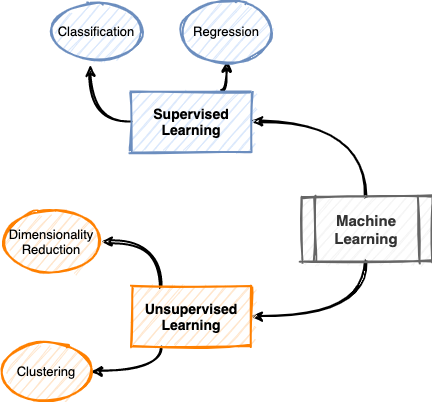 Classification
Regression
Supervised
Learning
Machine
Learning
Dimensionality
Reduction
Unsupervised
Learning
Clustering